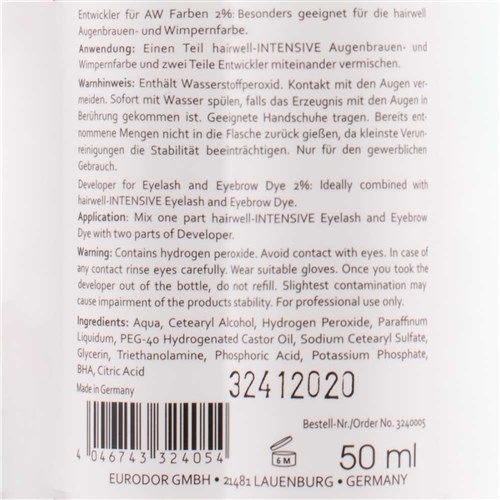 Entwickler für AW Farben 2%: Besonders geeignet für die hairwell
Augenbrauen- und Wimpernfarbe.
Anwendung: Einen Teil hairwell-INTENSIVE Augenbrauen- und
Wimpernfarbe und zwei Teile Entwickler miteinander vermischen.
Warnhinweis: Enthält Wasserstoffperoxid. Kontakt mit den Augen ver-
meiden. Sofort mit Wasser spülen, falls das Erzeugnis mit den Augen in
Berührung gekommen ist. Geeignete Handschuhe tragen. Bereits ent-
nommene Mengen nicht in die Flasche zurück gießen, da kleinste Verun-
reinigungen die Stabilität beeinträchtigen. Nur für den gewerblichen
Gebrauch.
Developer for Eyelash and Eyebrow Dye 2%: Ideally combined with
hairwell-INTENSIVE Eyelash and Eyebrow Dye.
Application: Mix one part hairwell-INTENSIVE Eyelash and Eyebrow
Dye with two parts of Developer.
Warning: Contains hydrogen peroxide. Avoid contact with eyes. In case of
any contact rinse eyes carefully. Wear suitable gloves. Once you took the
developer out of the bottle, do not refill. Slightest contamination may
cause impairment of the products stability. For professional use only.
Ingredients: Aqua, Cetearyl Alcohol, Hydrogen Peroxide, Paraffinum
Liquidum, PEG-40 Hydrogenated Castor Oil, Sodium Cetearyl Sulfate,
Glycerin, Triethanolamine, Phosphoric Acid, Potassium Phosphate,
BHA, Citric Acid
Made in Germany
32412020
Bestell-Nr./Order No. 3240005
4 046743 324054
6 M
50 ml
EURODOR GMBH • 21481 LAUENBURG • GERMANY